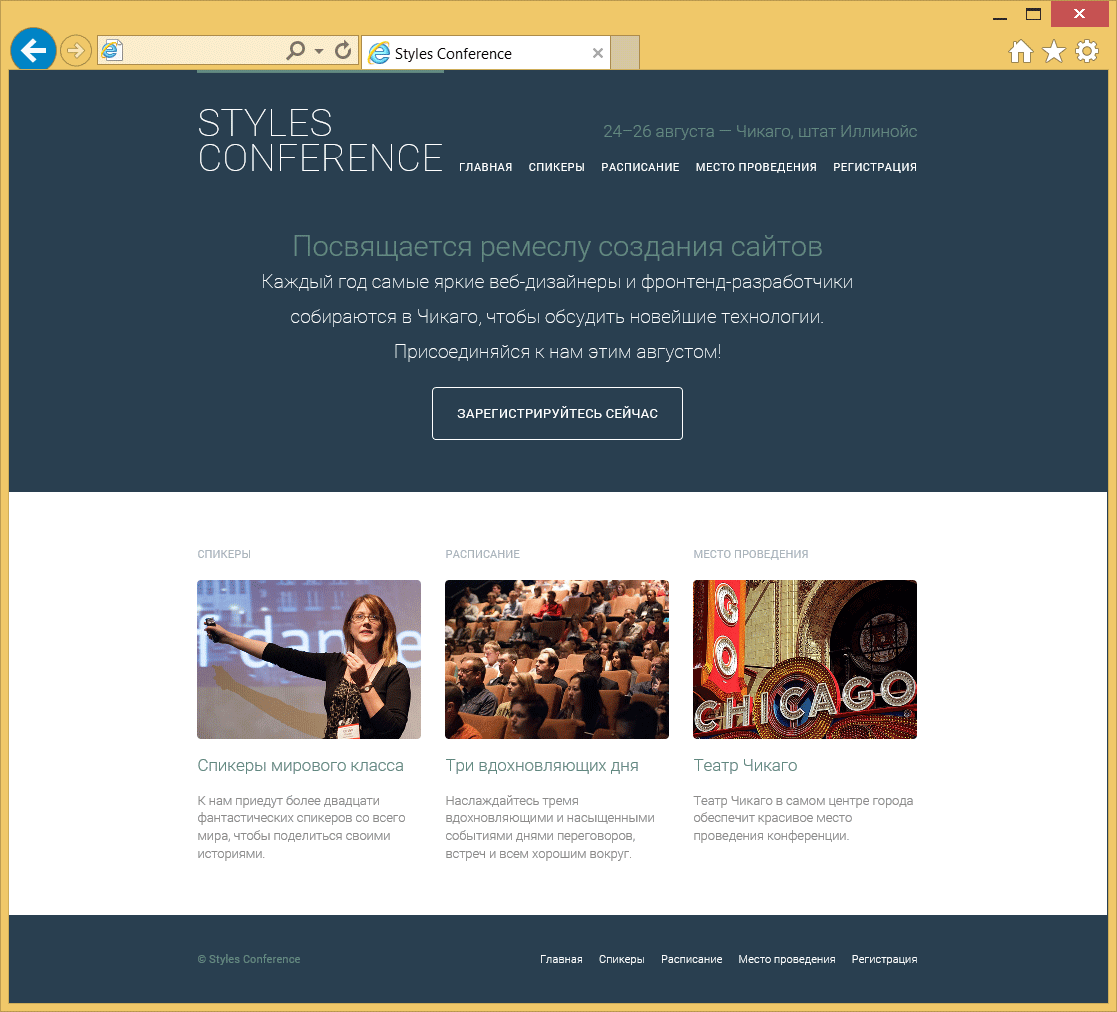 Styles Conference
STYLES
CONFERENCE
24–26 августа — Чикаго, штат Иллинойс
ГЛАВНАЯ СПИКЕРЫ РАСПИСАНИЕ МЕСТО ПРОВЕДЕНИЯ РЕГИСТРАЦИЯ
Посвящается ремеслу создания сайтов
Каждый год самые яркие веб-дизайнеры и фронтенд-разработчики
собираются в Чикаго, чтобы обсудить новейшие технологии.
Присоединяйся к нам этим августом!
ЗАРЕГИСТРИРУЙТЕСЬ СЕЙЧАС
СПИКЕРЫ
f dance
Спикеры мирового класса
К нам приедут более двадцати
фантастических спикеров со всего
мира, чтобы поделиться своими
историями.
РАСПИСАНИЕ
Три вдохновляющих дня
Наслаждайтесь тремя
вдохновляющими и насыщенными
событиями днями переговоров,
встреч и всем хорошим вокруг.
МЕСТО ПРОВЕДЕНИЯ
CHICAGO
Театр Чикаго
Театр Чикаго в самом центре города
обеспечит красивое место
проведения конференции.
© Styles Conference
Главная Спикеры Расписание Место проведения Регистрация